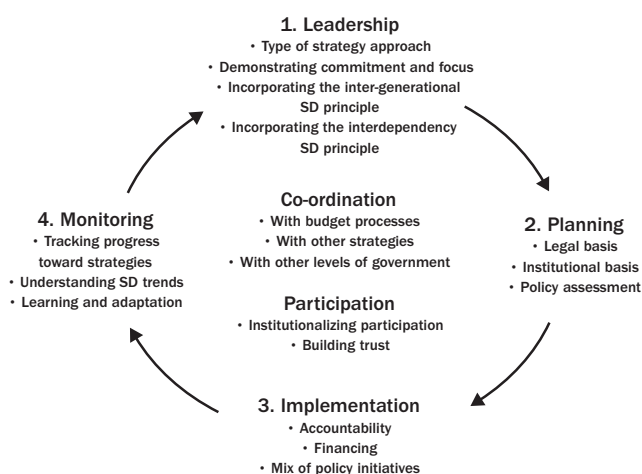 1. Leadership
• Type of strategy approach
• Demonstrating commitment and focus
• Incorporating the inter-generational
SD principle
• Incorporating the interdependency
SD principle
Co-ordination
• With budget processes
• With other strategies
• With other levels of government
Participation
• Institutionalizing participation
• Building trust
2. Planning
• Legal basis
• Institutional basis
• Policy assessment
3. Implementation
• Accountability
• Financing
• Mix of policy initiatives
4. Monitoring
• Tracking progress
toward strategies
• Understanding SD trends
• Learning and adaptation